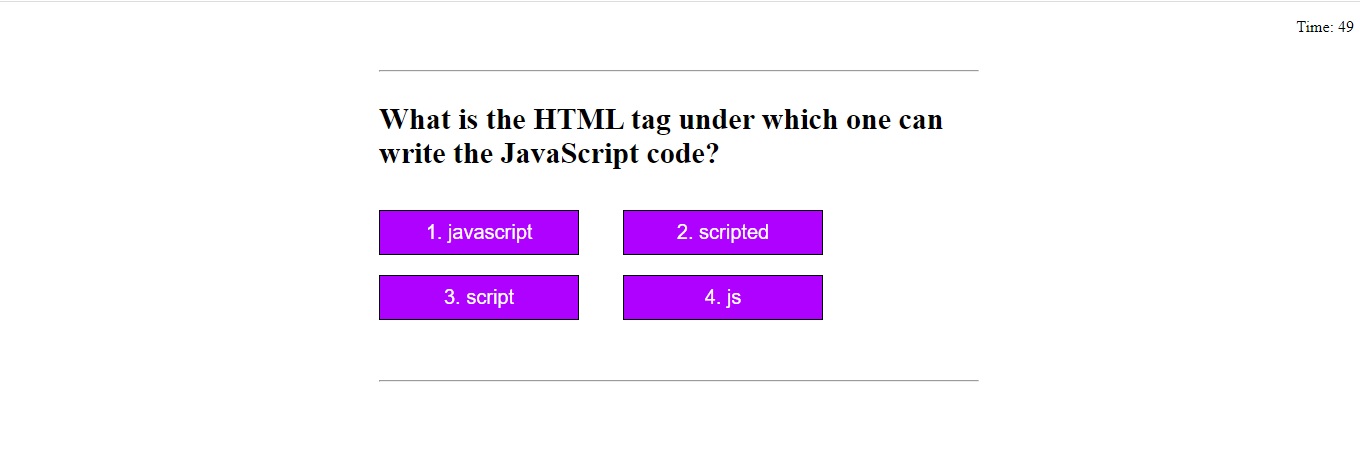 Time: 49
What is the HTML tag under which one can
write the JavaScript code?
1. javascript
2. scripted
3. script
4. js